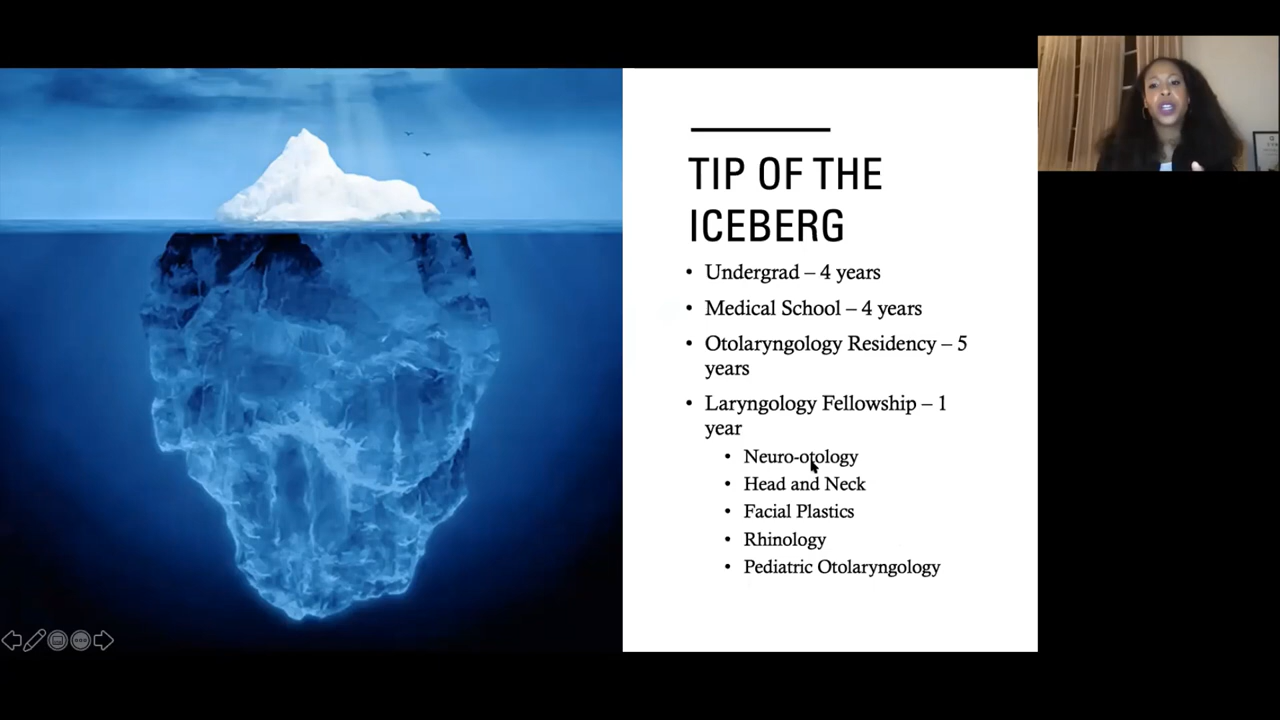 TIP OF THE
ICEBERG
• Undergrad – 4 years
• Medical School – 4 years
• Otolaryngology Residency – 5
years
• Laryngology Fellowship – 1
year
• Neuro-otology
• Head and Neck
• Facial Plastics
• Rhinology
• Pediatric Otolaryngology